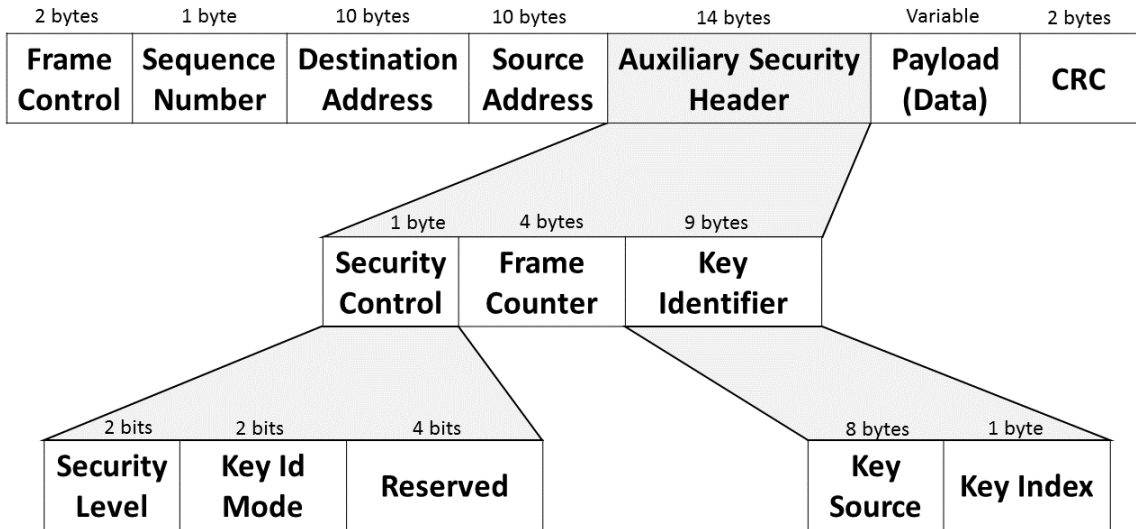 2 bytes 1 byte 10 bytes 10 bytes 14 bytes Variable 2 bytes
Frame Control
Sequence Number
Destination Address
Source Address
Auxiliary Security Header
Payload (Data)
CRC
1 byte 4 bytes 9 bytes
Security Control
Frame Counter
Key Identifier
2 bits 2 bits 4 bits
8 bytes 1 byte
Security Level
Key Id Mode
Reserved
Key Source
Key Index